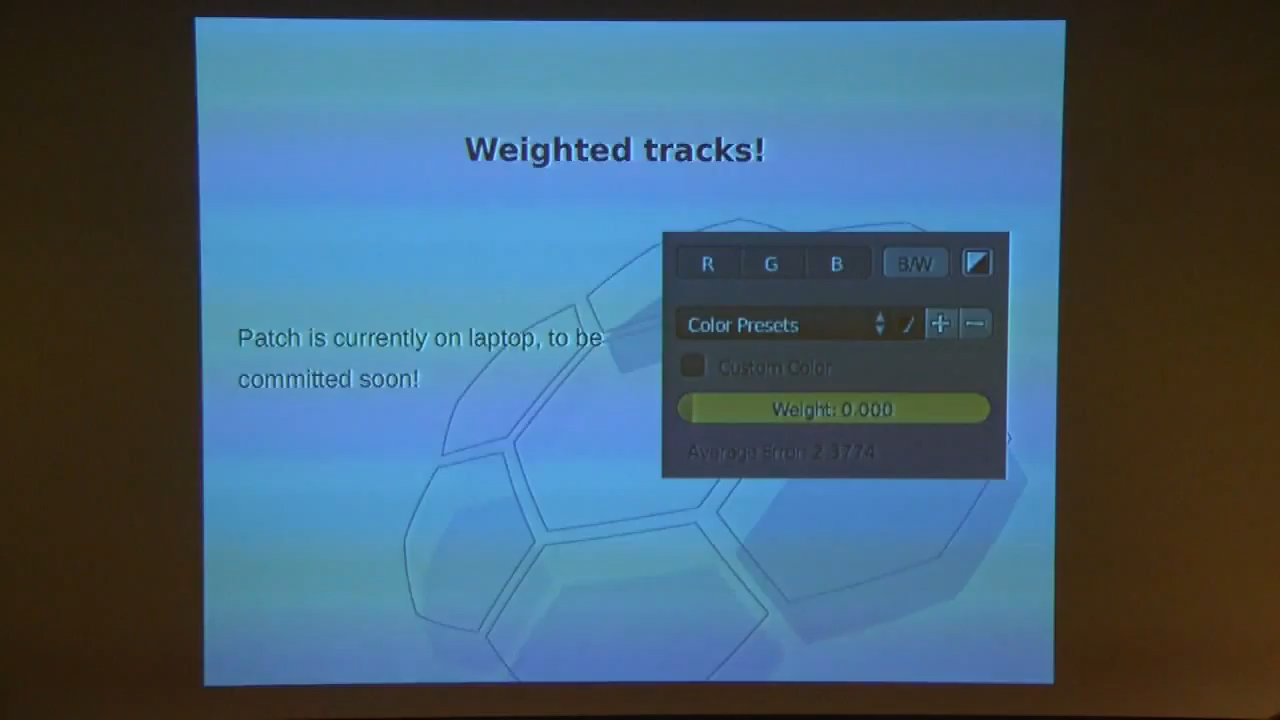 Weighted tracks!
Patch is currently on laptop, to be
committed soon!
R G B B/W
Color Presets
Custom Color
Weight: 0.000
Average Error: 2.3774